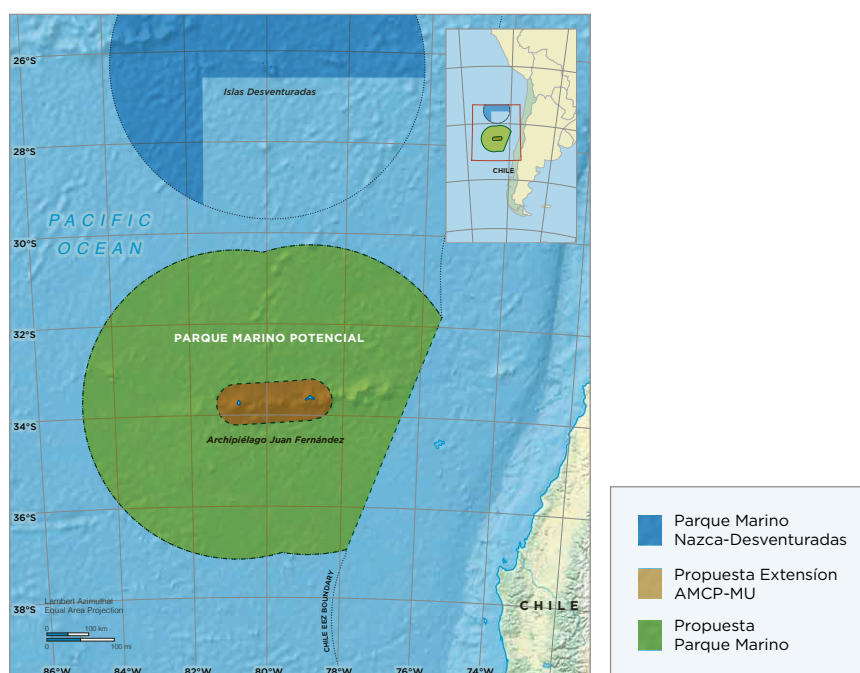 26°S
Islas Desventuradas
28°S
CHILE
PACIFIC
OCEAN
30°S
32°S
PARQUE MARINO POTENCIAL
34°S
Archipiélago Juan Fernández
36°S
38°S
Lambert Azimuthal
Equal Area Projection
0 100 km
0 100 mi
CHILE EEZ BOUNDARY
CHILE
86°W 84°W 82°W 80°W 78°W 76°W 74°W
Parque Marino
Nazca-Desventuradas
Propuesta Extensíon
AMCP-MU
Propuesta
Parque Marino